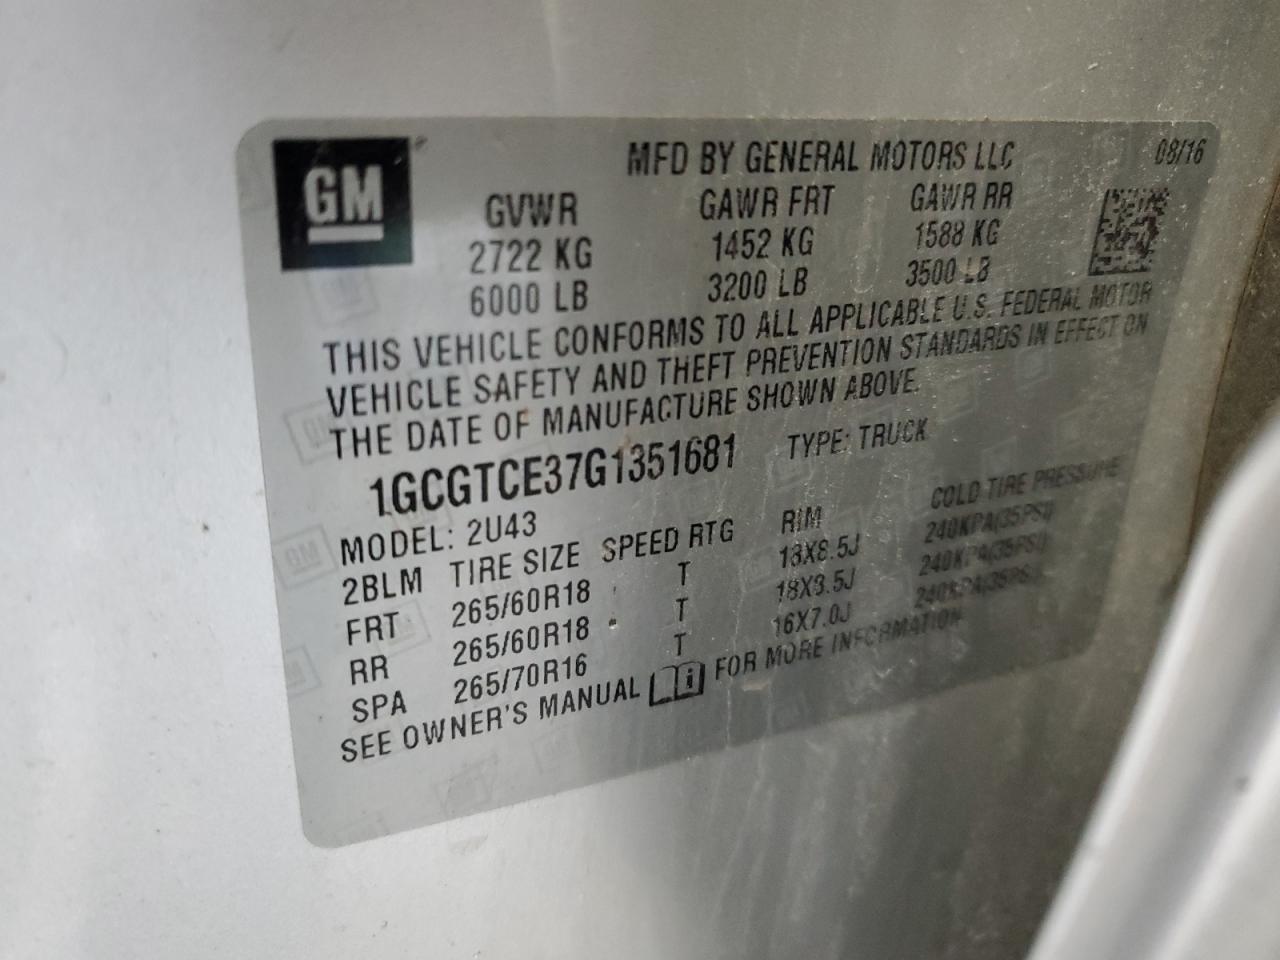 GM
MFD BY GENERAL MOTORS LLC 08/16
GVWR GAWR FRT GAWR RR
2722 KG 1452 KG 1588 KG
6000 LB 3200 LB 3500 LB
THIS VEHICLE CONFORMS TO ALL APPLICABLE U.S. FEDERAL MOTOR
VEHICLE SAFETY AND THEFT PREVENTION STANDARDS IN EFFECT ON
THE DATE OF MANUFACTURE SHOWN ABOVE.
1GCGTCE37G1351681 TYPE: TRUCK
MODEL: 2U43
2BLM TIRE SIZE SPEED RTG RIM COLD TIRE PRESSURE
FRT 265/60R18 T 18X8.5J 240KPA(35PSI)
RR 265/60R18 T 18X8.5J 240KPA(35PSI)
SPA 265/70R16 T 16X7.0J 240KPA(35PSI)
SEE OWNER'S MANUAL FOR MORE INFORMATION